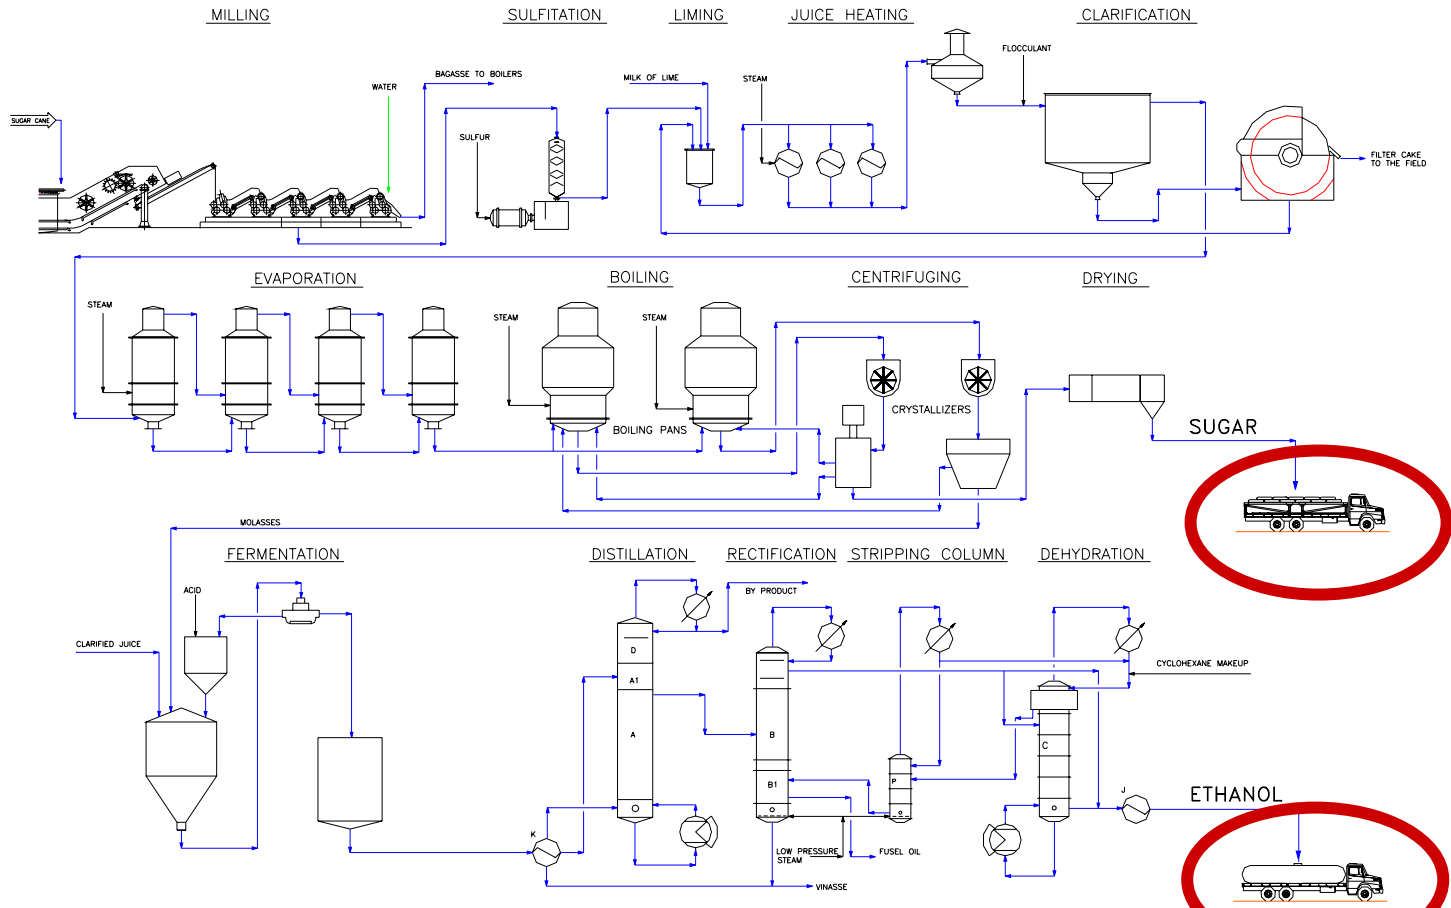 MILLING
SULFITATION
LIMING
JUICE HEATING
CLARIFICATION
FLOCCULANT
BAGASSE TO BOILERS
MILK OF LIME
STEAM
WATER
SUGAR CANE
SULFUR
FILTER CAKE
TO THE FIELD
EVAPORATION
BOILING
CENTRIFUGING
DRYING
STEAM
STEAM
STEAM
CRYSTALLIZERS
BOILING PANS
SUGAR
MOLASSES
FERMENTATION
DISTILLATION
RECTIFICATION
STRIPPING COLUMN
DEHYDRATION
ACID
BY PRODUCT
CLARIFIED JUICE
D
CYCLOHEXANE MAKEUP
A1
A
B
C
P
B1
J
ETHANOL
K
LOW PRESSURE
STEAM
FUSEL OIL
VINASSE